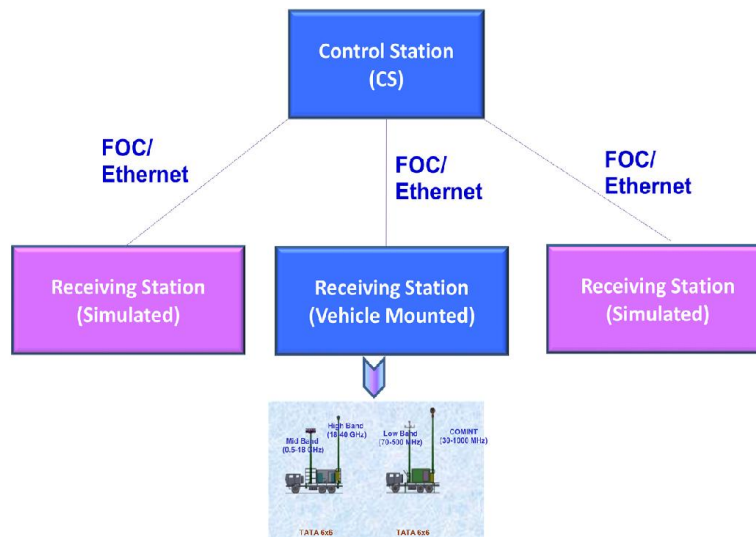 Control Station
(CS)
FOC/
Ethernet
FOC/
Ethernet
FOC/
Ethernet
Receiving Station
(Simulated)
Receiving Station
(Vehicle Mounted)
Receiving Station
(Simulated)
High Band
(18-40 GHz)
Mid Band
(0.5-18 GHz)
Low Band
(70-500 MHz)
COMINT
(30-1000 MHz)
TATA 6x6
TATA 6x6